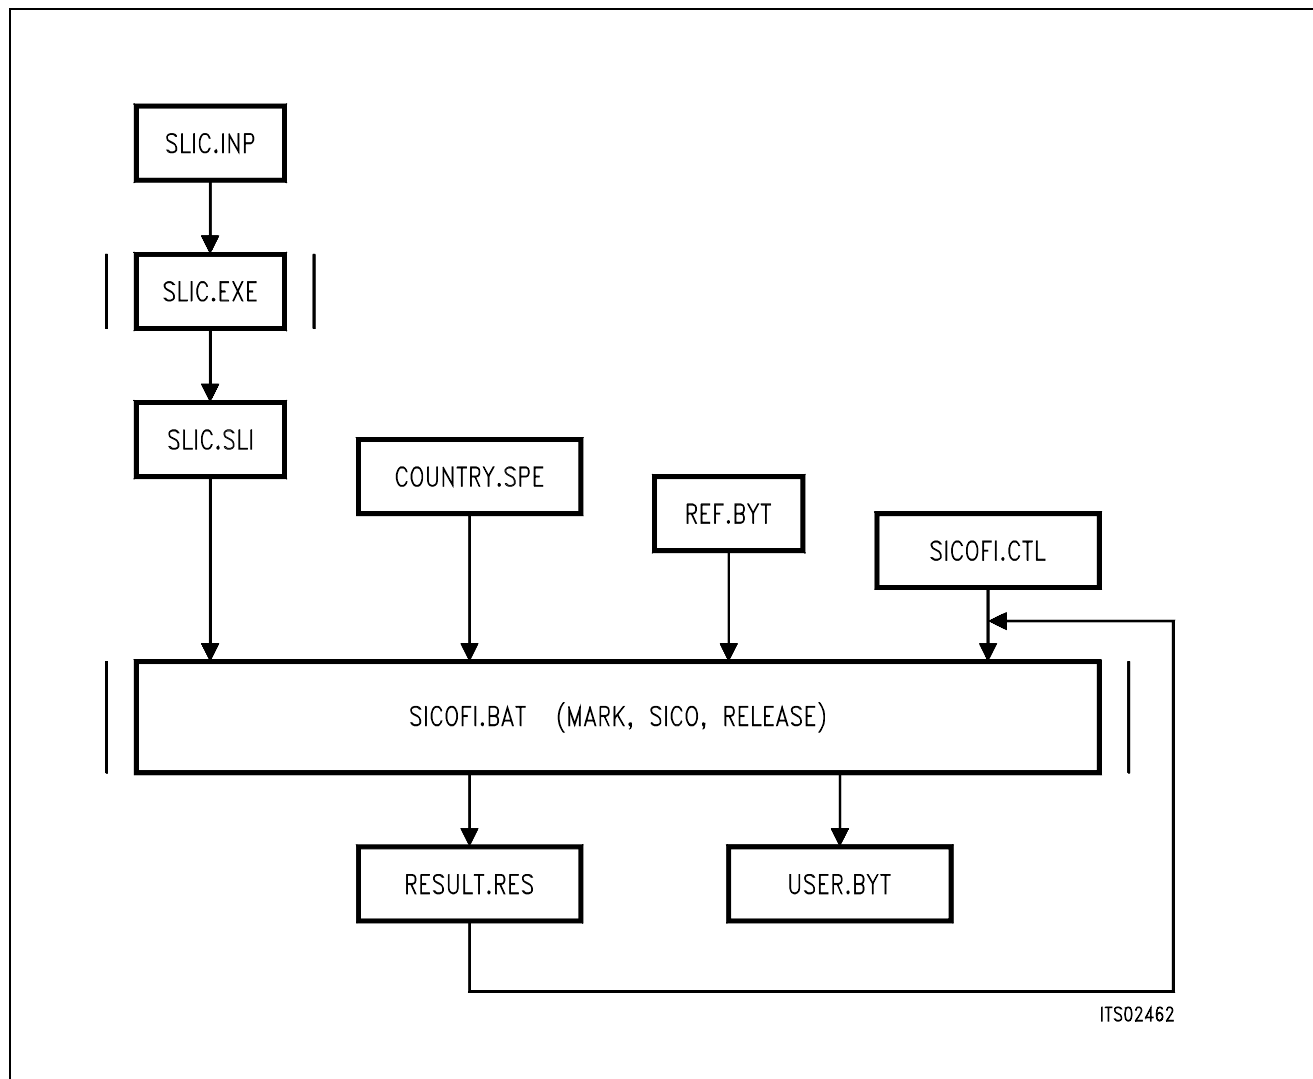 SLIC.INP
SLIC.EXE
SLIC.SLI
COUNTRY.SPE
REF.BYT
SICOFI.CTL
SICOFI.BAT (MARK, SICO, RELEASE)
RESULT.RES
USER.BYT
ITS02462